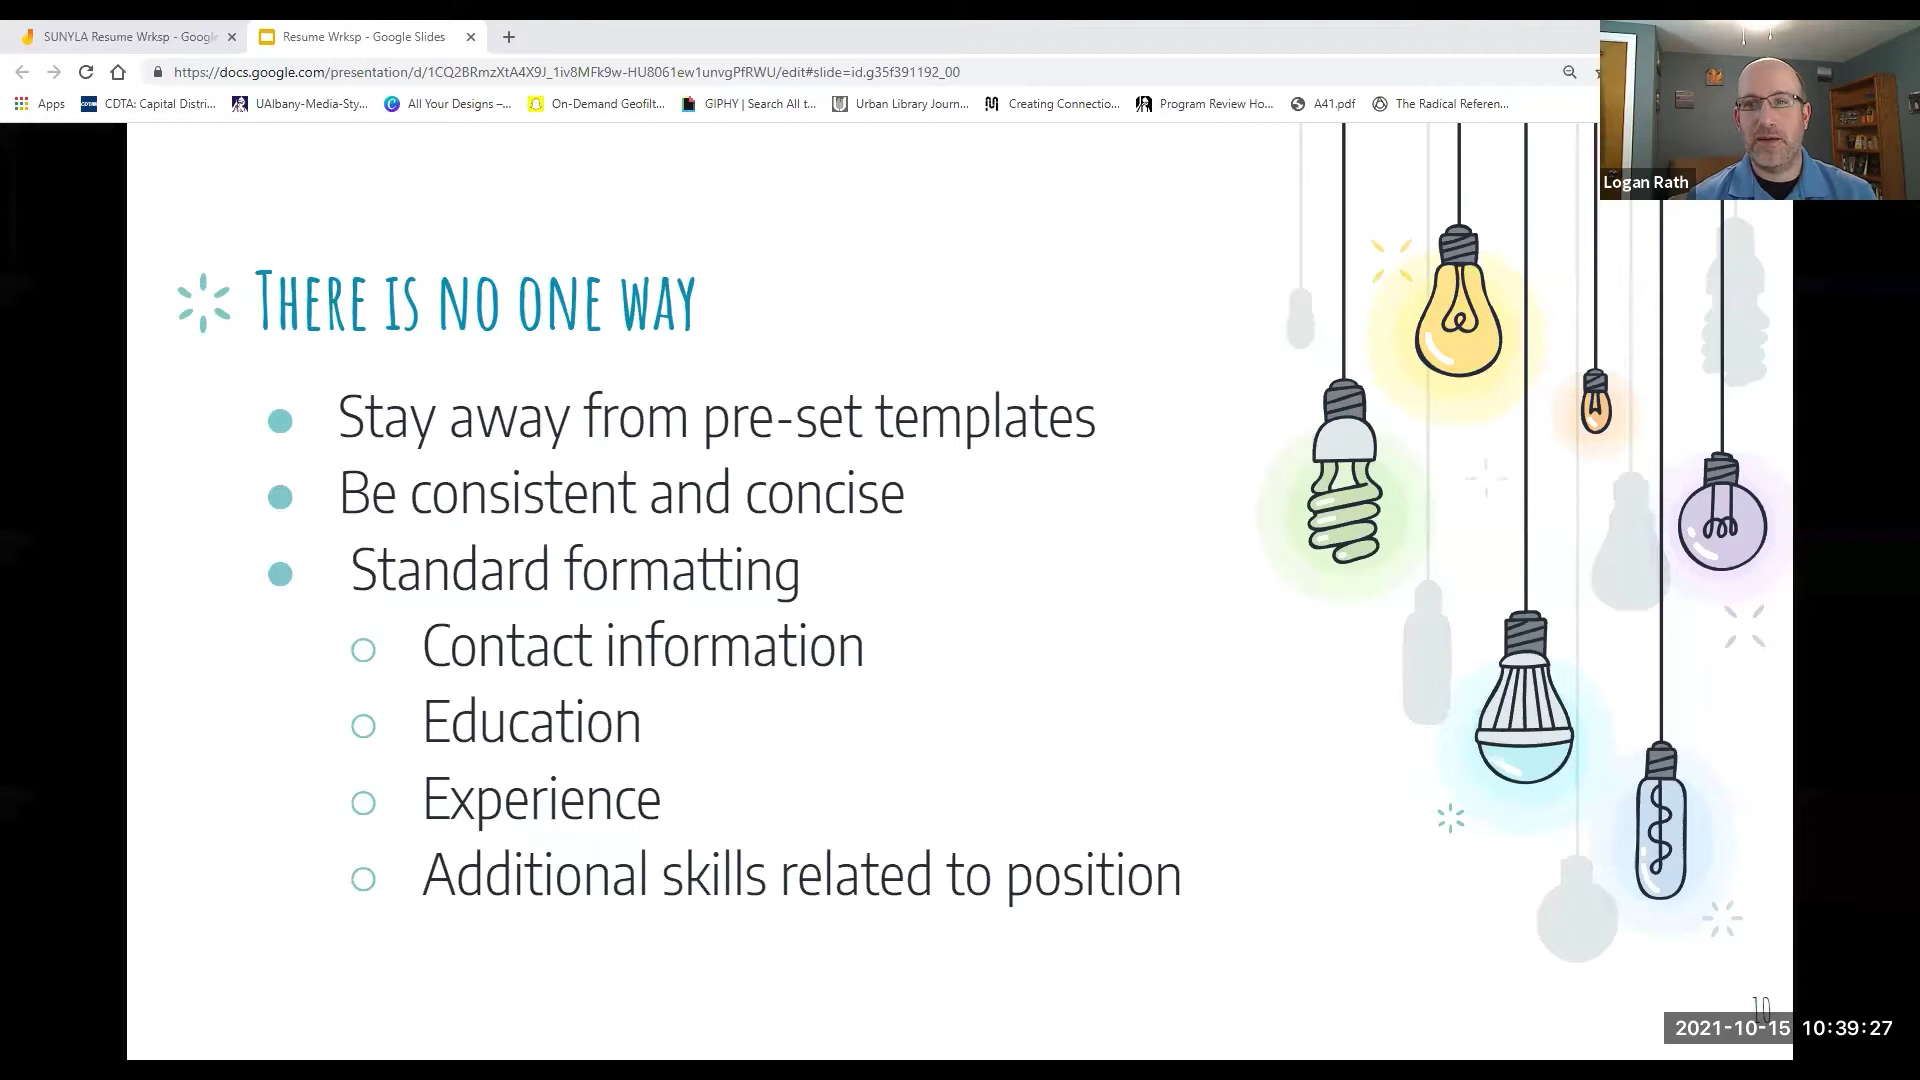 SUNYLA Resume Wrksp - Googl
Resume Wrksp - Google Slides
https://docs.google.com/presentation/d/1CQ2BRmzXtA4X9J_1iv8MFk9w-HU8061ew1unvgPfRWU/edit#slide=id.g35f391192_00
Apps
CDTA: Capital Distri...
UAlbany-Media-Sty...
All Your Designs –...
On-Demand Geofilt...
GIPHY | Search All t...
Urban Library Journ...
Creating Connectio...
Program Review Ho...
A41.pdf
The Radical Referen...
Logan Rath
THERE IS NO ONE WAY
Stay away from pre-set templates
Be consistent and concise
Standard formatting
Contact information
Education
Experience
Additional skills related to position
10
2021-10-15 10:39:27